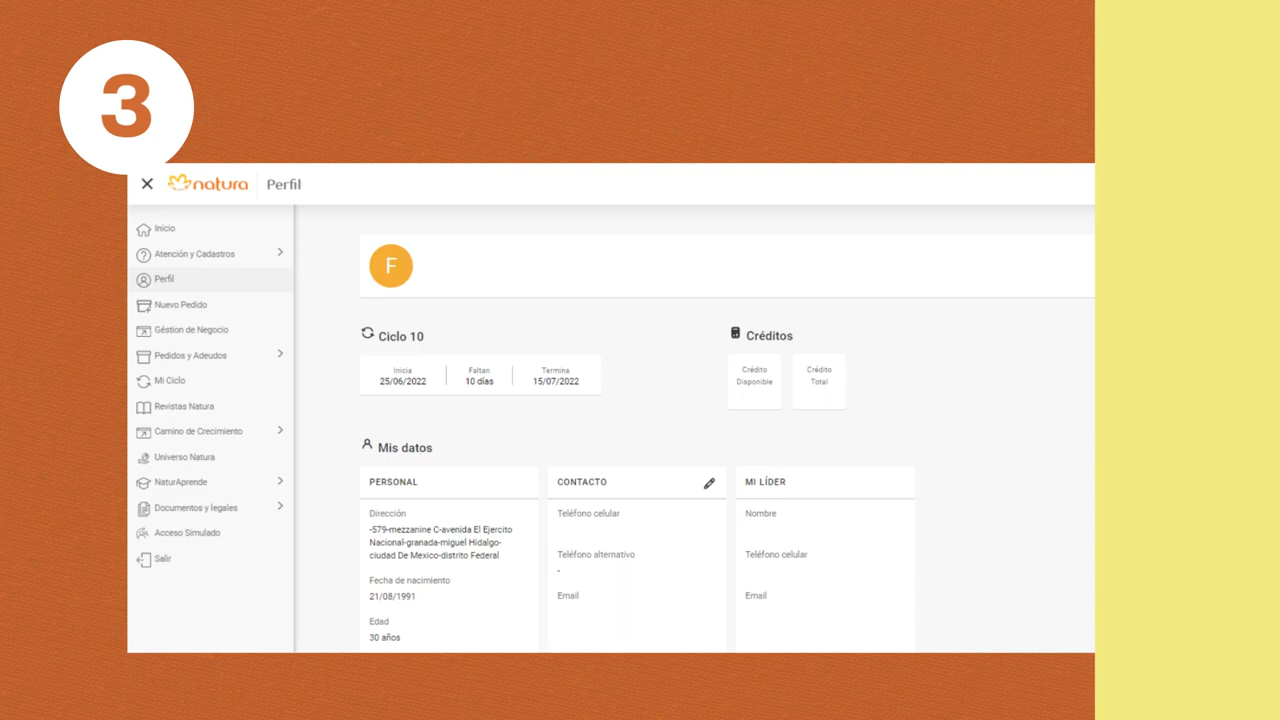 3
natura
Perfil
Inicio
Atención y Cadastros
Perfil
Nuevo Pedido
Géstion de Negocio
Pedidos y Adeudos
Mi Ciclo
Revistas Natura
Camino de Crecimiento
Universo Natura
NaturAprende
Documentos y legales
Acceso Simulado
Salir
F
Ciclo 10
Inicia
25/06/2022
Faltan
10 días
Termina
15/07/2022
Créditos
Crédito
Disponible
Crédito
Total
Mis datos
PERSONAL
Dirección
-579-mezzanine C-avenida El Ejercito
Nacional-granada-miguel Hidalgo-
ciudad De Mexico-distrito Federal
Fecha de nacimiento
21/08/1991
Edad
30 años
CONTACTO
Teléfono celular
Teléfono alternativo
-
Email
MI LÍDER
Nombre
Teléfono celular
Email